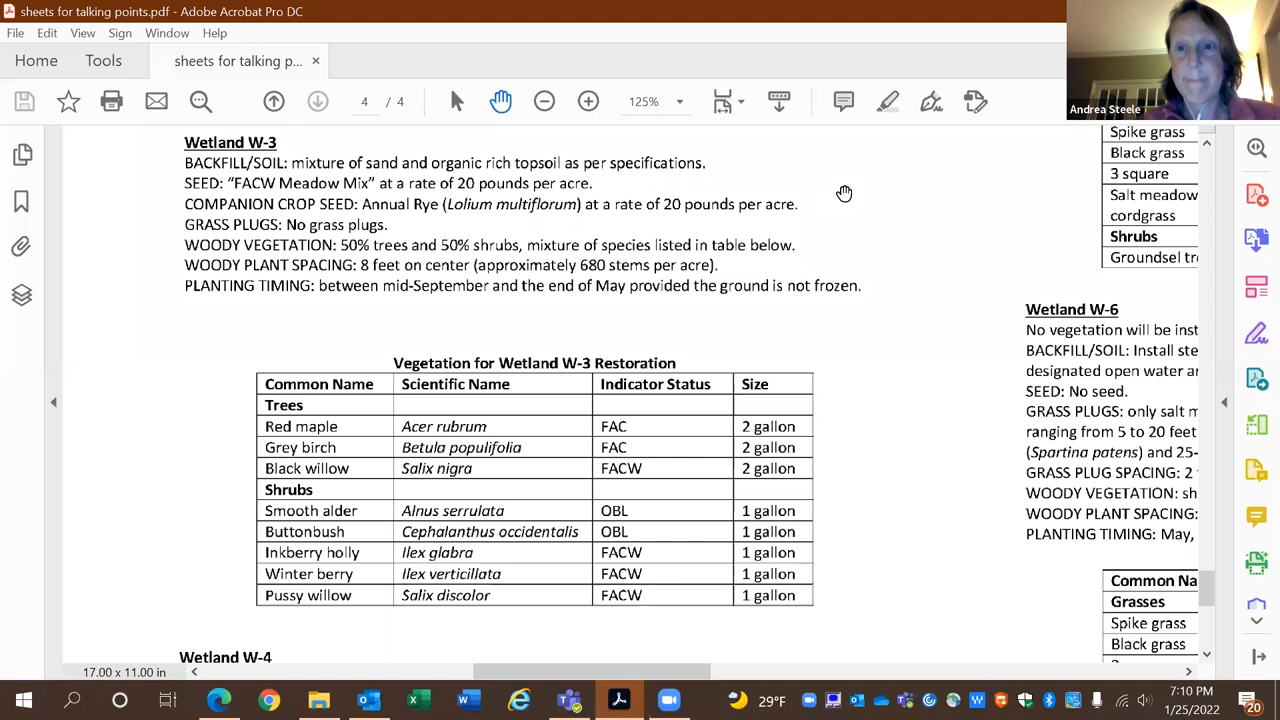 sheets for talking points.pdf - Adobe Acrobat Pro DC
File Edit View Sign Window Help
Home Tools sheets for talking p... ×
4 / 4 125%
Andrea Steele
Wetland W-3
BACKFILL/SOIL: mixture of sand and organic rich topsoil as per specifications.
SEED: “FACW Meadow Mix” at a rate of 20 pounds per acre.
COMPANION CROP SEED: Annual Rye (Lolium multiflorum) at a rate of 20 pounds per acre.
GRASS PLUGS: No grass plugs.
WOODY VEGETATION: 50% trees and 50% shrubs, mixture of species listed in table below.
WOODY PLANT SPACING: 8 feet on center (approximately 680 stems per acre).
PLANTING TIMING: between mid-September and the end of May provided the ground is not frozen.
Vegetation for Wetland W-3 Restoration
Common Name Scientific Name Indicator Status Size
Trees
Red maple Acer rubrum FAC 2 gallon
Grey birch Betula populifolia FAC 2 gallon
Black willow Salix nigra FACW 2 gallon
Shrubs
Smooth alder Alnus serrulata OBL 1 gallon
Buttonbush Cephalanthus occidentalis OBL 1 gallon
Inkberry holly Ilex glabra FACW 1 gallon
Winter berry Ilex verticillata FACW 1 gallon
Pussy willow Salix discolor FACW 1 gallon
Wetland W-4
Spike grass
Black grass
3 square
Salt meadow
cordgrass
Shrubs
Groundsel tr
Wetland W-6
No vegetation will be inst
BACKFILL/SOIL: Install ste
designated open water ar
SEED: No seed.
GRASS PLUGS: only salt m
ranging from 5 to 20 feet
(Spartina patens) and 25-
GRASS PLUG SPACING: 2
WOODY VEGETATION: sh
WOODY PLANT SPACING:
PLANTING TIMING: May,
Common Na
Grasses
Spike grass
Black grass
17.00 x 11.00 in
29°F
7:10 PM
1/25/2022
20